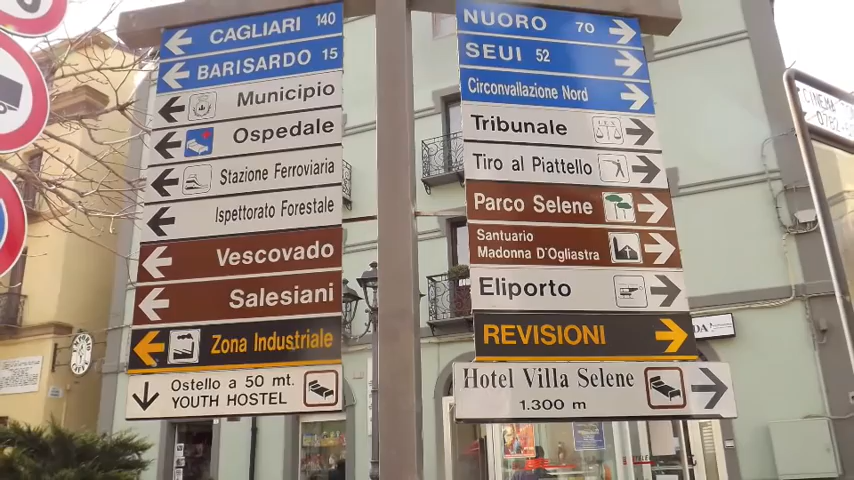 CAGLIARI 140
BARISARDO 15
Municipio
Ospedale
Stazione Ferroviaria
Ispettorato Forestale
Vescovado
Salesiani
Zona Industriale
Ostello a 50 mt.
YOUTH HOSTEL
NUORO 70
SEUI 52
Circonvallazione Nord
Tribunale
Tiro al Piattello
Parco Selene
Santuario
Madonna D'Ogliastra
Eliporto
REVISIONI
Hotel Villa Selene
1.300 m
CINEMA
0782